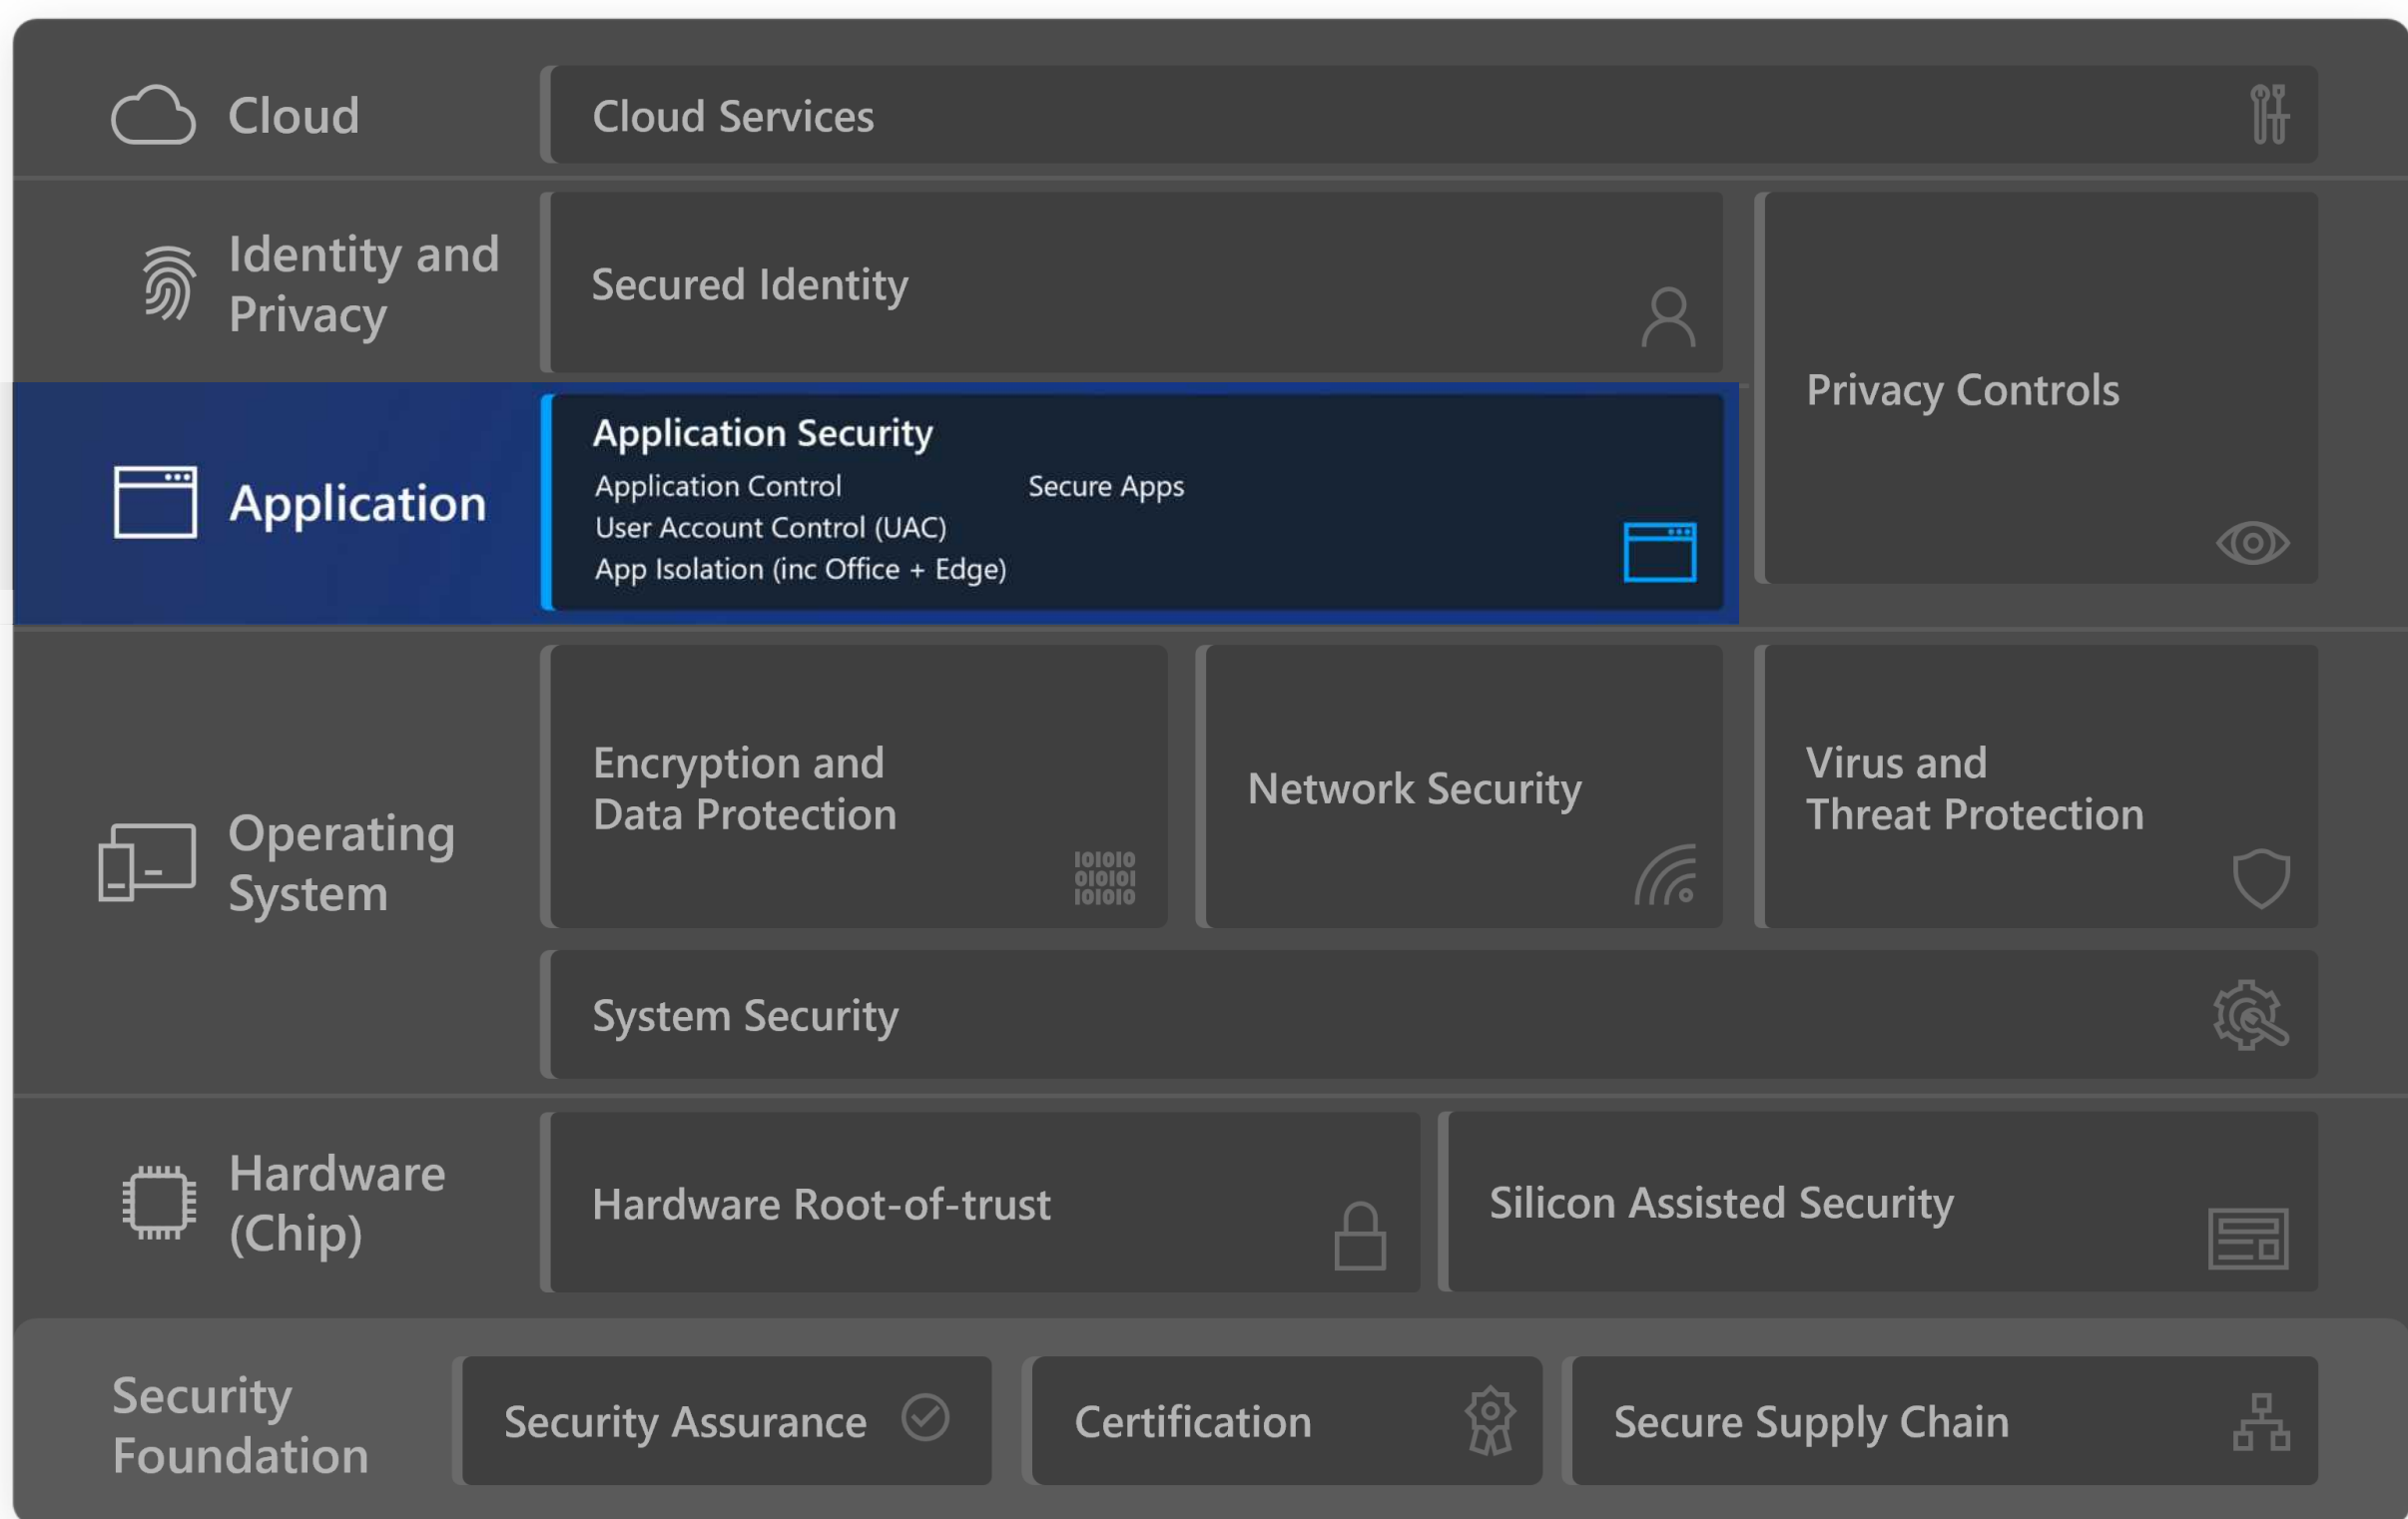 Cloud
Cloud Services
Identity and
Privacy
Secured Identity
Privacy Controls
Application
Application Security
Application Control
Secure Apps
User Account Control (UAC)
App Isolation (inc Office + Edge)
Operating
System
Encryption and
Data Protection
Network Security
Virus and
Threat Protection
System Security
Hardware
(Chip)
Hardware Root-of-trust
Silicon Assisted Security
Security
Foundation
Security Assurance
Certification
Secure Supply Chain